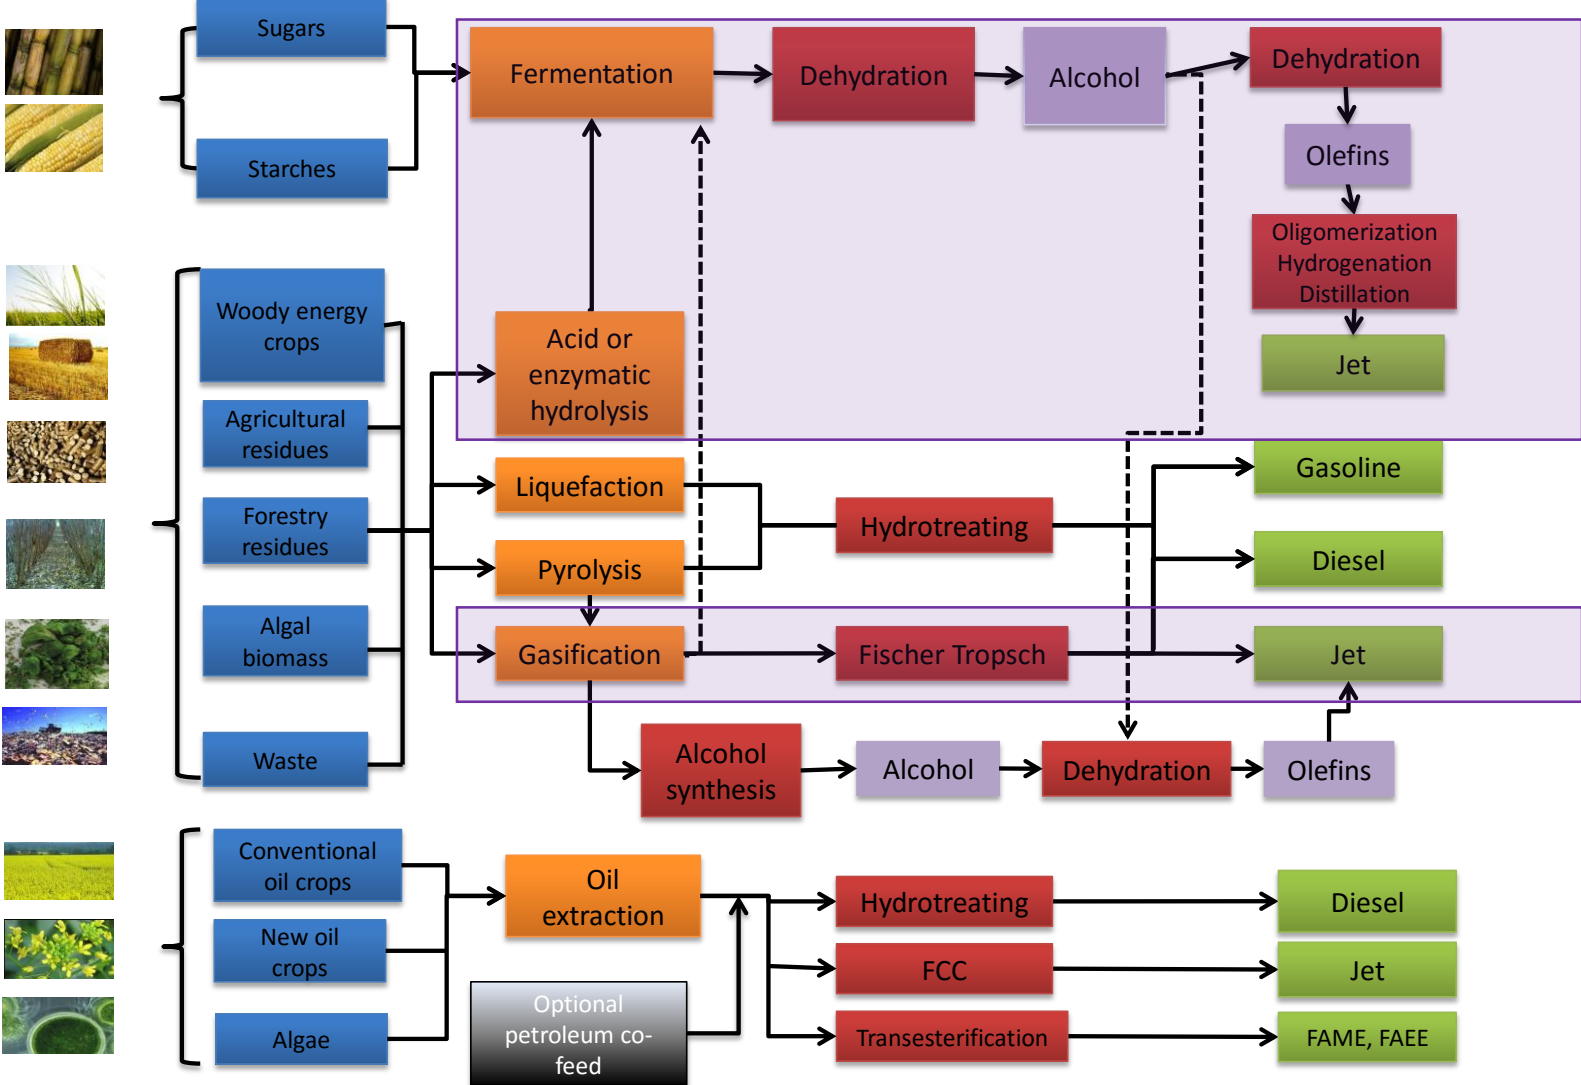 Sugars
Fermentation
Dehydration
Alcohol
Dehydration
Starches
Olefins
Oligomerization
Hydrogenation
Distillation
Jet
Woody energy
crops
Acid or
enzymatic
hydrolysis
Agricultural
residues
Liquefaction
Gasoline
Forestry
residues
Hydrotreating
Pyrolysis
Diesel
Algal
biomass
Gasification
Fischer Tropsch
Jet
Waste
Alcohol
synthesis
Alcohol
Dehydration
Olefins
Conventional
oil crops
Oil
extraction
Hydrotreating
Diesel
New oil
crops
FCC
Jet
Optional
petroleum co-
feed
Algae
Transesterification
FAME, FAEE